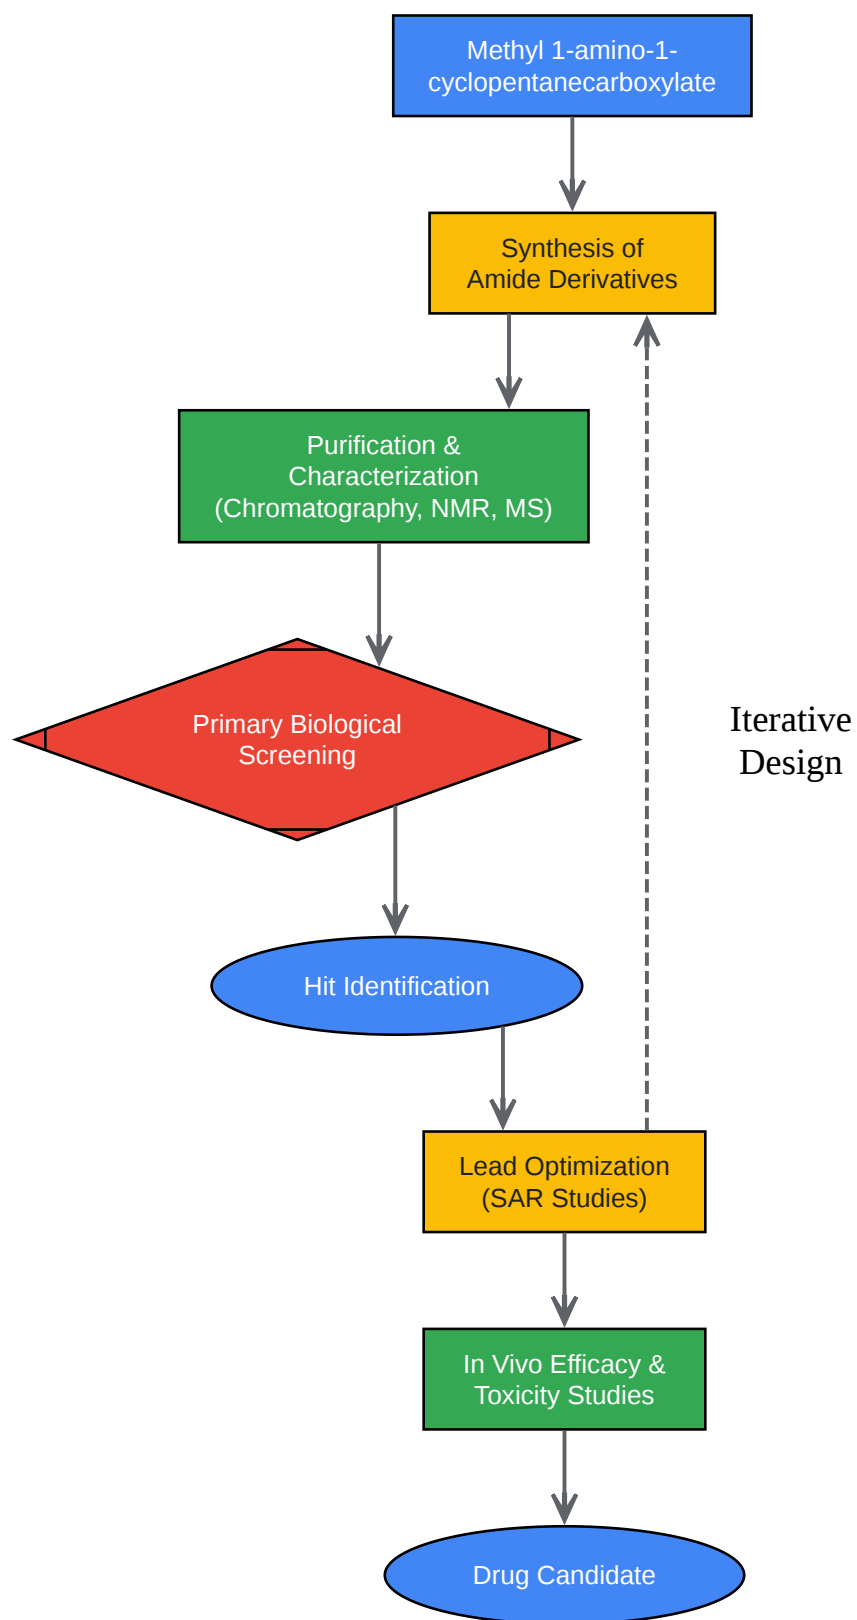 Methyl 1-amino-1-
cyclopentanecarboxylate
Synthesis of
Amide Derivatives
Purification &
Characterization
(Chromatography, NMR, MS)
Primary Biological
Screening
Iterative
Design
Hit Identification
Lead Optimization
(SAR Studies)
In Vivo Efficacy &
Toxicity Studies
Drug Candidate